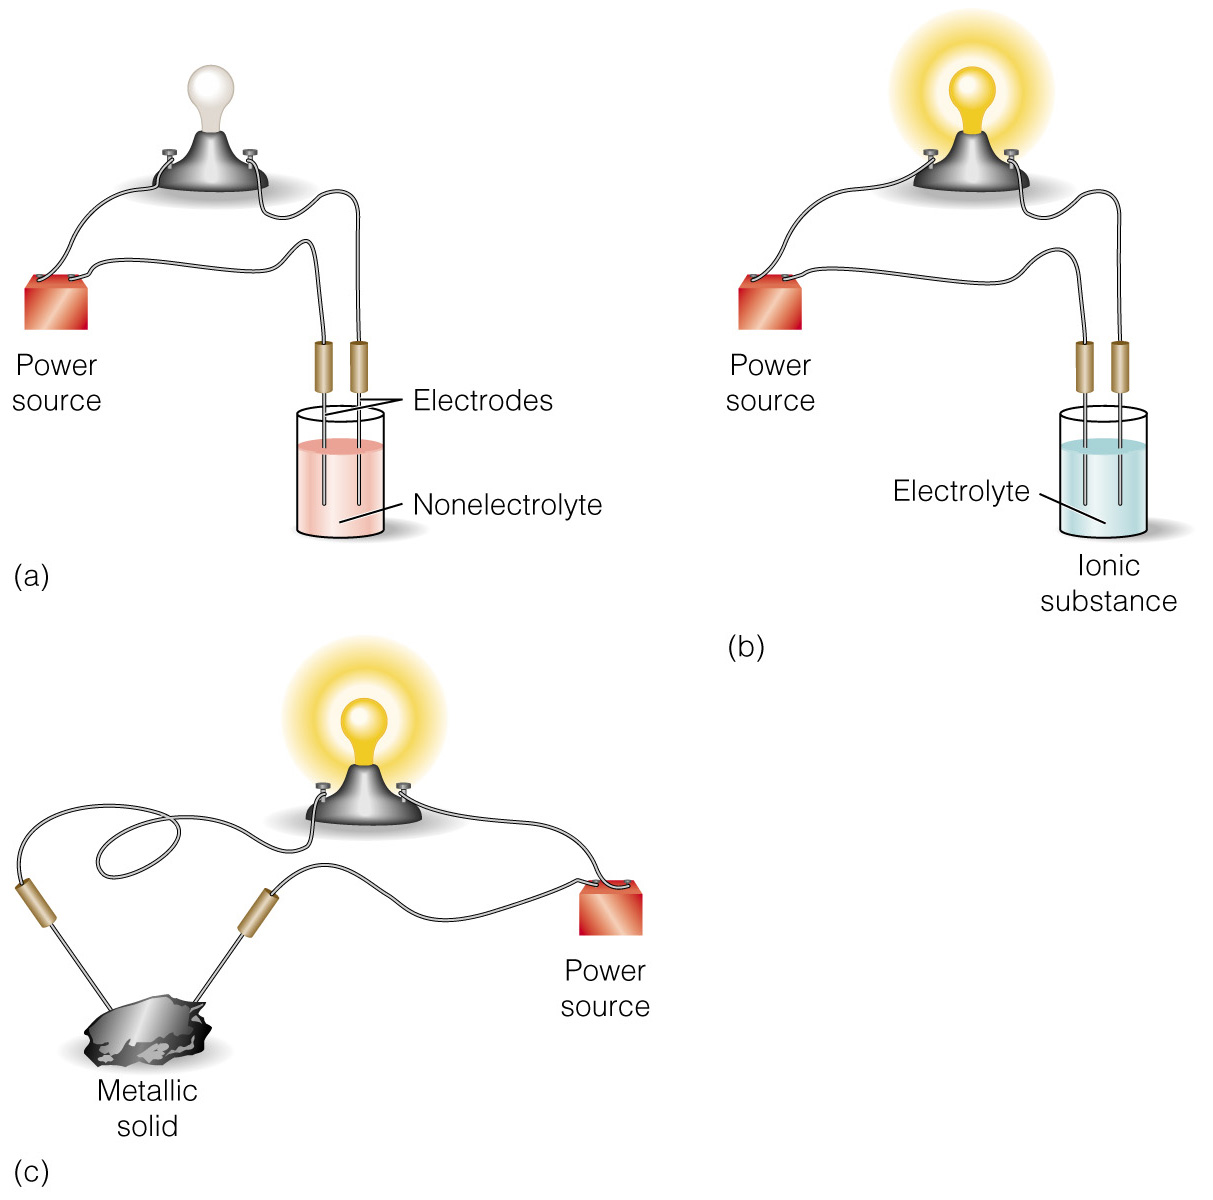 Power
source
Electrodes
Nonelectrolyte
(a)
Power
source
Electrolyte
Ionic
substance
(b)
Power
source
Metallic
solid
(c)